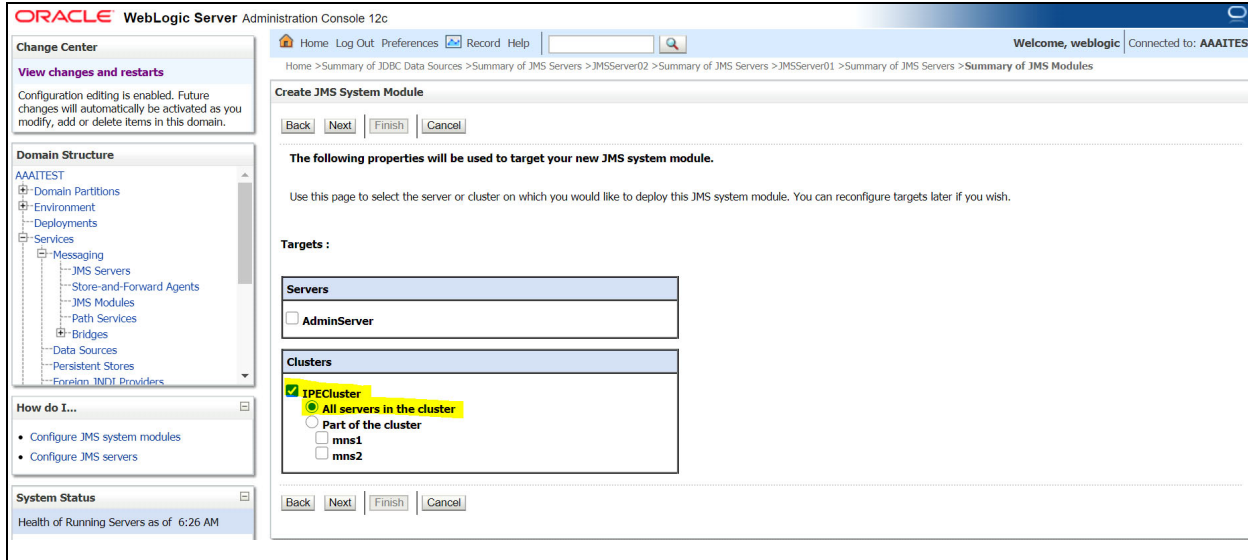 ORACLE WebLogic Server Administration Console 12c
Change Center
View changes and restarts
Configuration editing is enabled. Future
changes will automatically be activated as you
modify, add or delete items in this domain.
Domain Structure
AAAITEST
Domain Partitions
Environment
Deployments
Services
Messaging
JMS Servers
Store-and-Forward Agents
JMS Modules
Path Services
Bridges
Data Sources
Persistent Stores
Foreign JNDI Providers
How do I...
Configure JMS system modules
Configure JMS servers
System Status
Health of Running Servers as of 6:26 AM
Home Log Out Preferences Record Help
Welcome, weblogic Connected to: AAAITES
Home >Summary of JDBC Data Sources >Summary of JMS Servers >JMSServer02 >Summary of JMS Servers >JMSServer01 >Summary of JMS Servers >Summary of JMS Modules
Create JMS System Module
Back Next Finish Cancel
The following properties will be used to target your new JMS system module.
Use this page to select the server or cluster on which you would like to deploy this JMS system module. You can reconfigure targets later if you wish.
Targets :
Servers
AdminServer
Clusters
IPECluster
All servers in the cluster
Part of the cluster
mns1
mns2
Back Next Finish Cancel